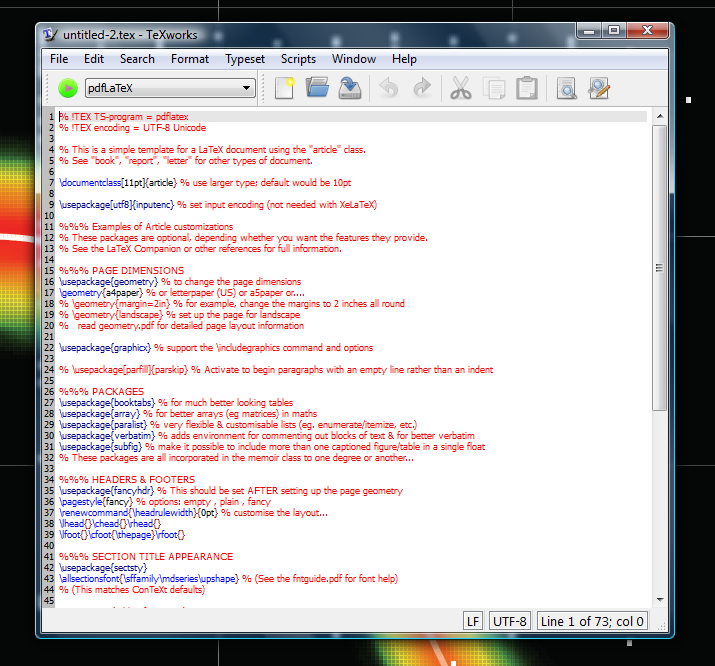 untitled-2.tex - TeXworks
File Edit Search Format Typeset Scripts Window Help
pdfLaTeX
1 % !TEX TS-program = pdflatex
2 % !TEX encoding = UTF-8 Unicode
3
4 % This is a simple template for a LaTeX document using the "article" class.
5 % See "book", "report", "letter" for other types of document.
6
7 \documentclass[11pt]{article} % use larger type; default would be 10pt
8
9 \usepackage[utf8]{inputenc} % set input encoding (not needed with XeLaTeX)
10
11 %%% Examples of Article customizations
12 % These packages are optional, depending whether you want the features they provide.
13 % See the LaTeX Companion or other references for full information.
14
15 %%% PAGE DIMENSIONS
16 \usepackage{geometry} % to change the page dimensions
17 \geometry{a4paper} % or letterpaper (US) or a5paper or....
18 % \geometry{margin=2in} % for example, change the margins to 2 inches all round
19 % \geometry{landscape} % set up the page for landscape
20 % read geometry.pdf for detailed page layout information
21
22 \usepackage{graphicx} % support the \includegraphics command and options
23
24 % \usepackage[parfill]{parskip} % Activate to begin paragraphs with an empty line rather than an indent
25
26 %%% PACKAGES
27 \usepackage{booktabs} % for much better looking tables
28 \usepackage{array} % for better arrays (eg matrices) in maths
29 \usepackage{paralist} % very flexible & customisable lists (eg. enumerate/itemize, etc.)
30 \usepackage{verbatim} % adds environment for commenting out blocks of text & for better verbatim
31 \usepackage{subfig} % make it possible to include more than one captioned figure/table in a single float
32 % These packages are all incorporated in the memoir class to one degree or another...
33
34 %%% HEADERS & FOOTERS
35 \usepackage{fancyhdr} % This should be set AFTER setting up the page geometry
36 \pagestyle{fancy} % options: empty , plain , fancy
37 \renewcommand{\headrulewidth}{0pt} % customise the layout...
38 \lhead{}\chead{}\rhead{}
39 \lfoot{}\cfoot{\thepage}\rfoot{}
40
41 %%% SECTION TITLE APPEARANCE
42 \usepackage{sectsty}
43 \allsectionsfont{\sffamily\mdseries\upshape} % (See the fntguide.pdf for font help)
44 % (This matches ConTeXt defaults)
45
LF UTF-8 Line 1 of 73; col 0